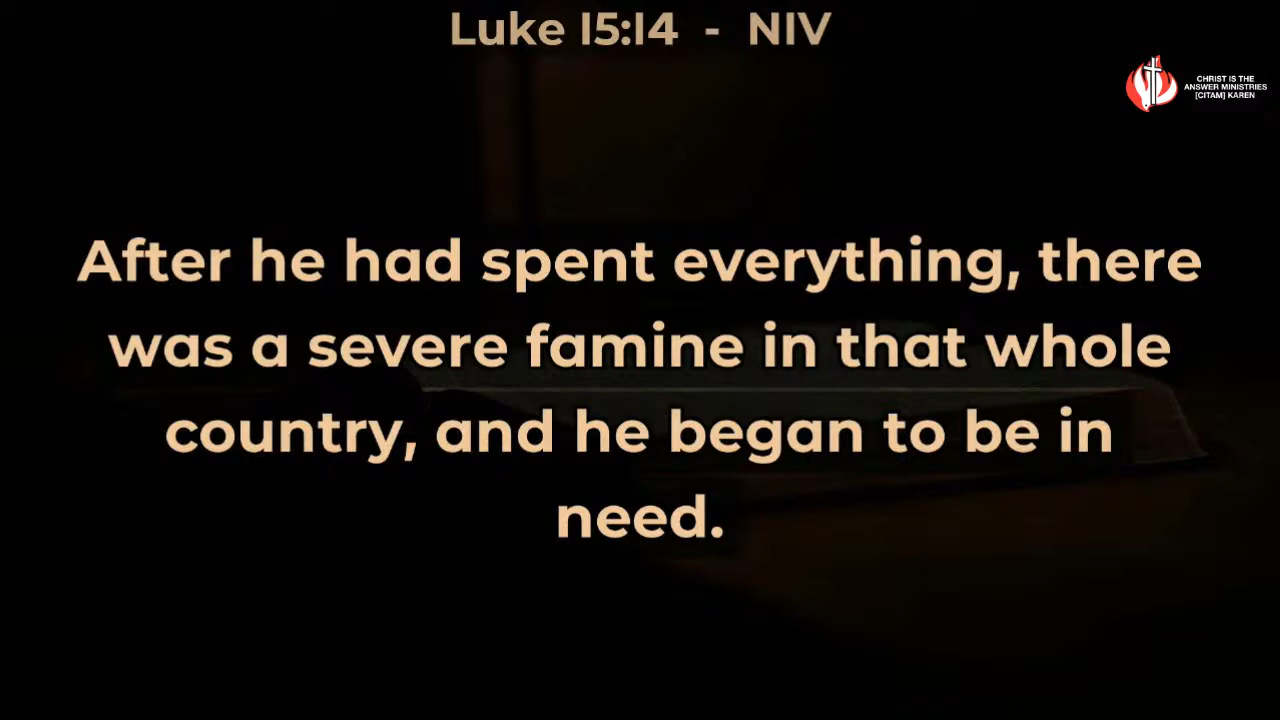 Luke 15:14 - NIV
CHRIST IS THE
ANSWER MINISTRIES
[CITAM] KAREN
After he had spent everything, there
was a severe famine in that whole
country, and he began to be in
need.